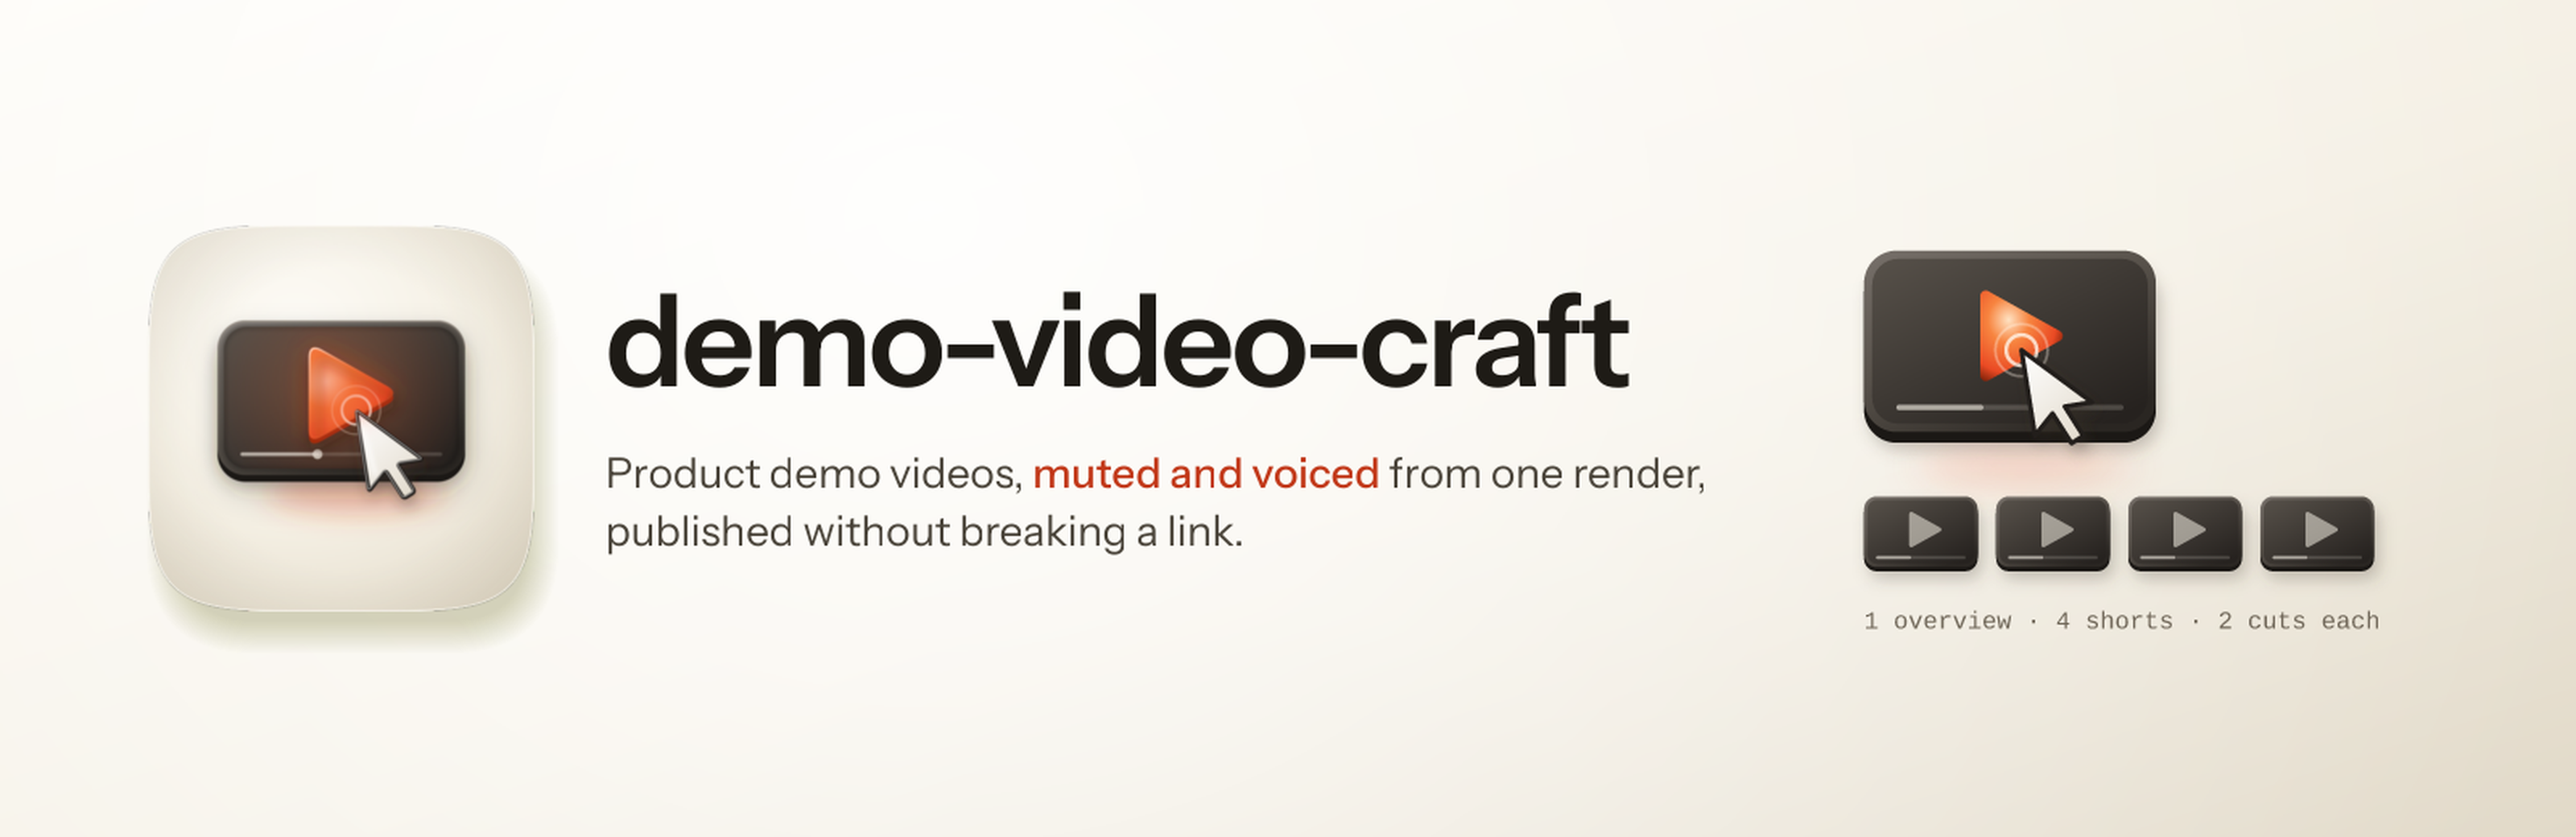 demo-video-craft
Product demo videos, muted and voiced from one render,
published without breaking a link.
1 overview · 4 shorts · 2 cuts each